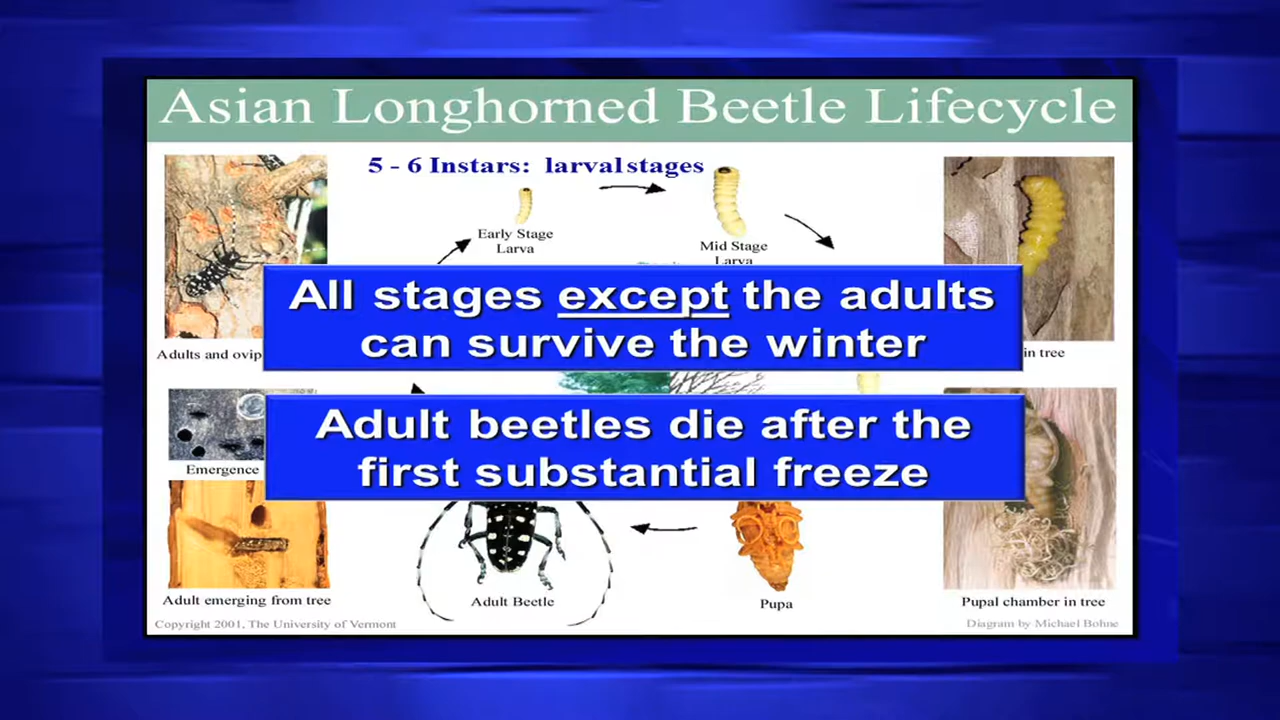 Asian Longhorned Beetle Lifecycle
5 - 6 Instars: larval stages
Early Stage
Larva
Mid Stage
Larva
All stages except the adults
can survive the winter
Adults and ovip
in tree
Adult beetles die after the
first substantial freeze
Emergence
Adult emerging from tree
Adult Beetle
Pupa
Pupal chamber in tree
Copyright 2001, The University of Vermont
Diagram by Michael Bohne